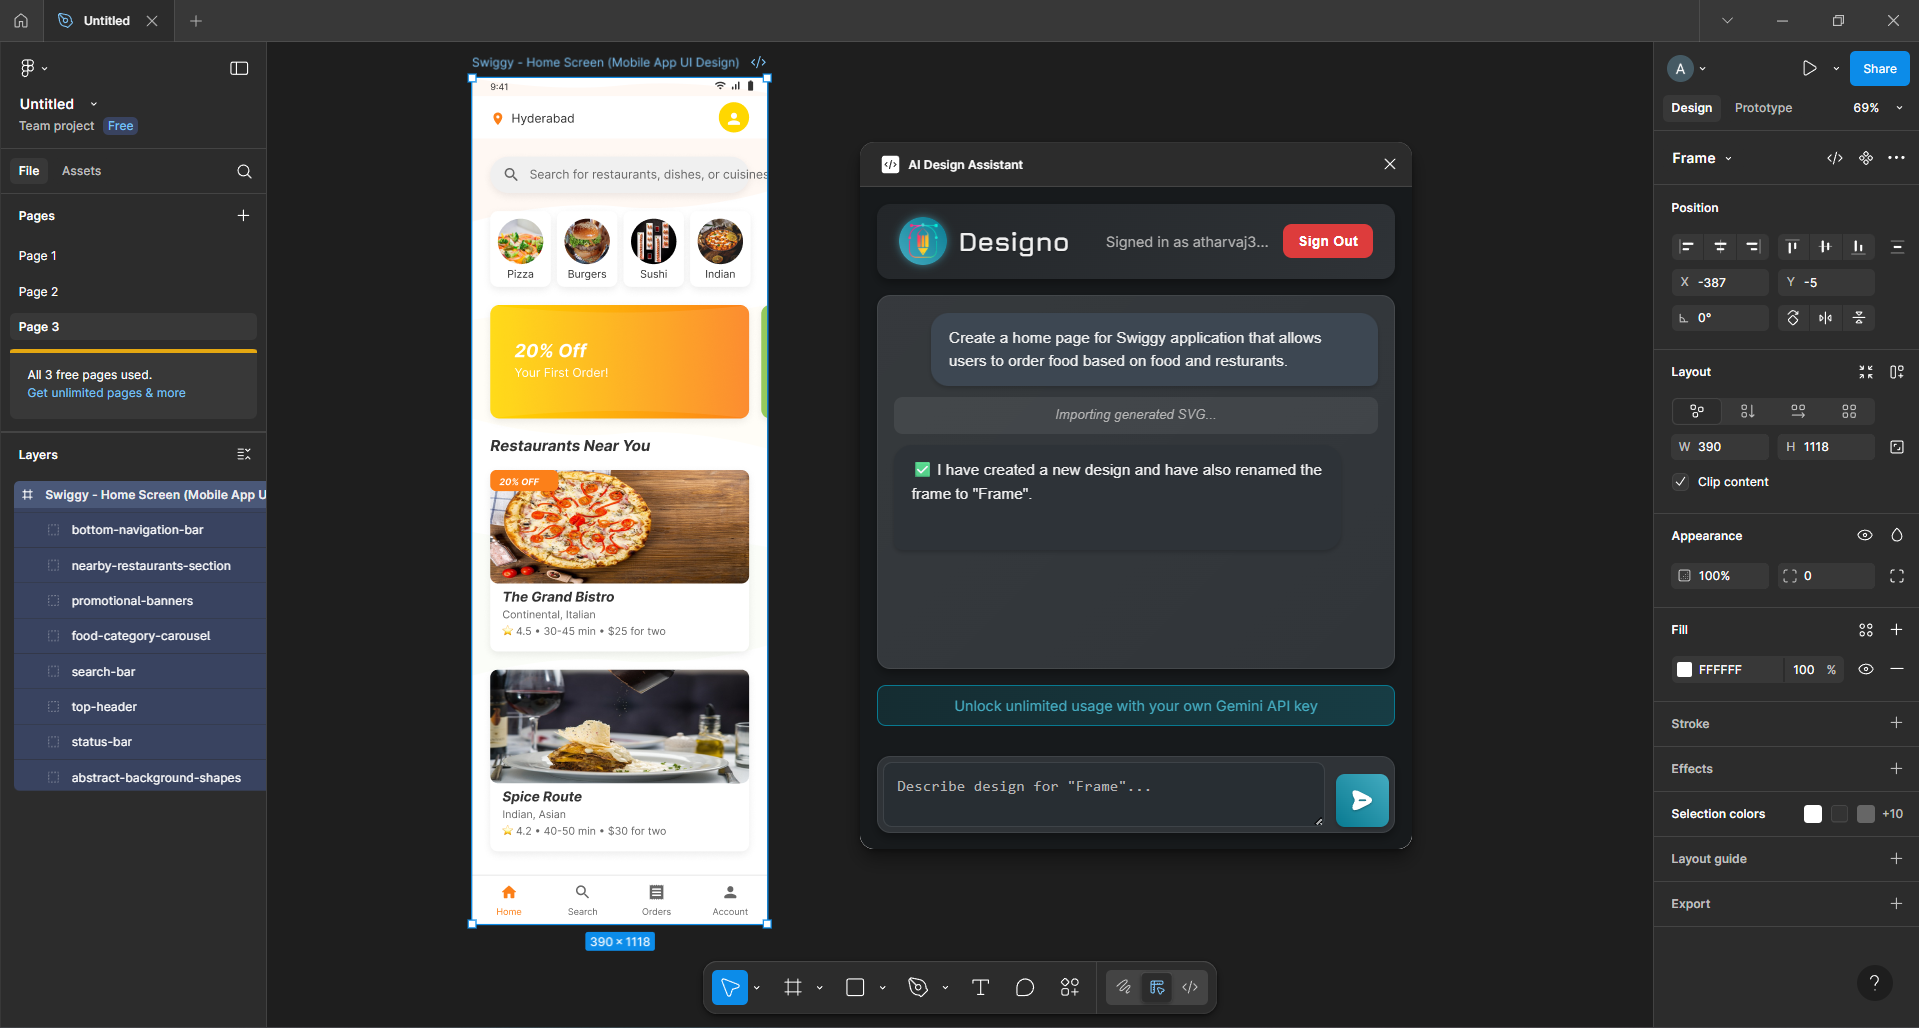 Untitled
Untitled
Team project Free
File Assets
Pages
Page 1
Page 2
Page 3
All 3 free pages used.
Get unlimited pages & more
Layers
Swiggy - Home Screen (Mobile App U
bottom-navigation-bar
nearby-restaurants-section
promotional-banners
food-category-carousel
search-bar
top-header
status-bar
abstract-background-shapes
Swiggy - Home Screen (Mobile App UI Design)
9:41
Hyderabad
Search for restaurants, dishes, or cuisines
Pizza Burgers Sushi Indian
20% Off
Your First Order!
Restaurants Near You
20% OFF
The Grand Bistro
Continental, Italian
⭐ 4.5 • 30-45 min • $25 for two
Spice Route
Indian, Asian
⭐ 4.2 • 40-50 min • $30 for two
Home Search Orders Account
390 × 1118
AI Design Assistant
Designo Signed in as atharvaj3... Sign Out
Create a home page for Swiggy application that allows
users to order food based on food and resturants.
Importing generated SVG...
✅ I have created a new design and have also renamed the
frame to "Frame".
Unlock unlimited usage with your own Gemini API key
Describe design for "Frame"...
A Share
Design Prototype 69%
Frame
Position
X -387 Y -5
0°
Layout
W 390 H 1118
Clip content
Appearance
100% 0
Fill
FFFFFF 100 %
Stroke
Effects
Selection colors +10
Layout guide
Export
?